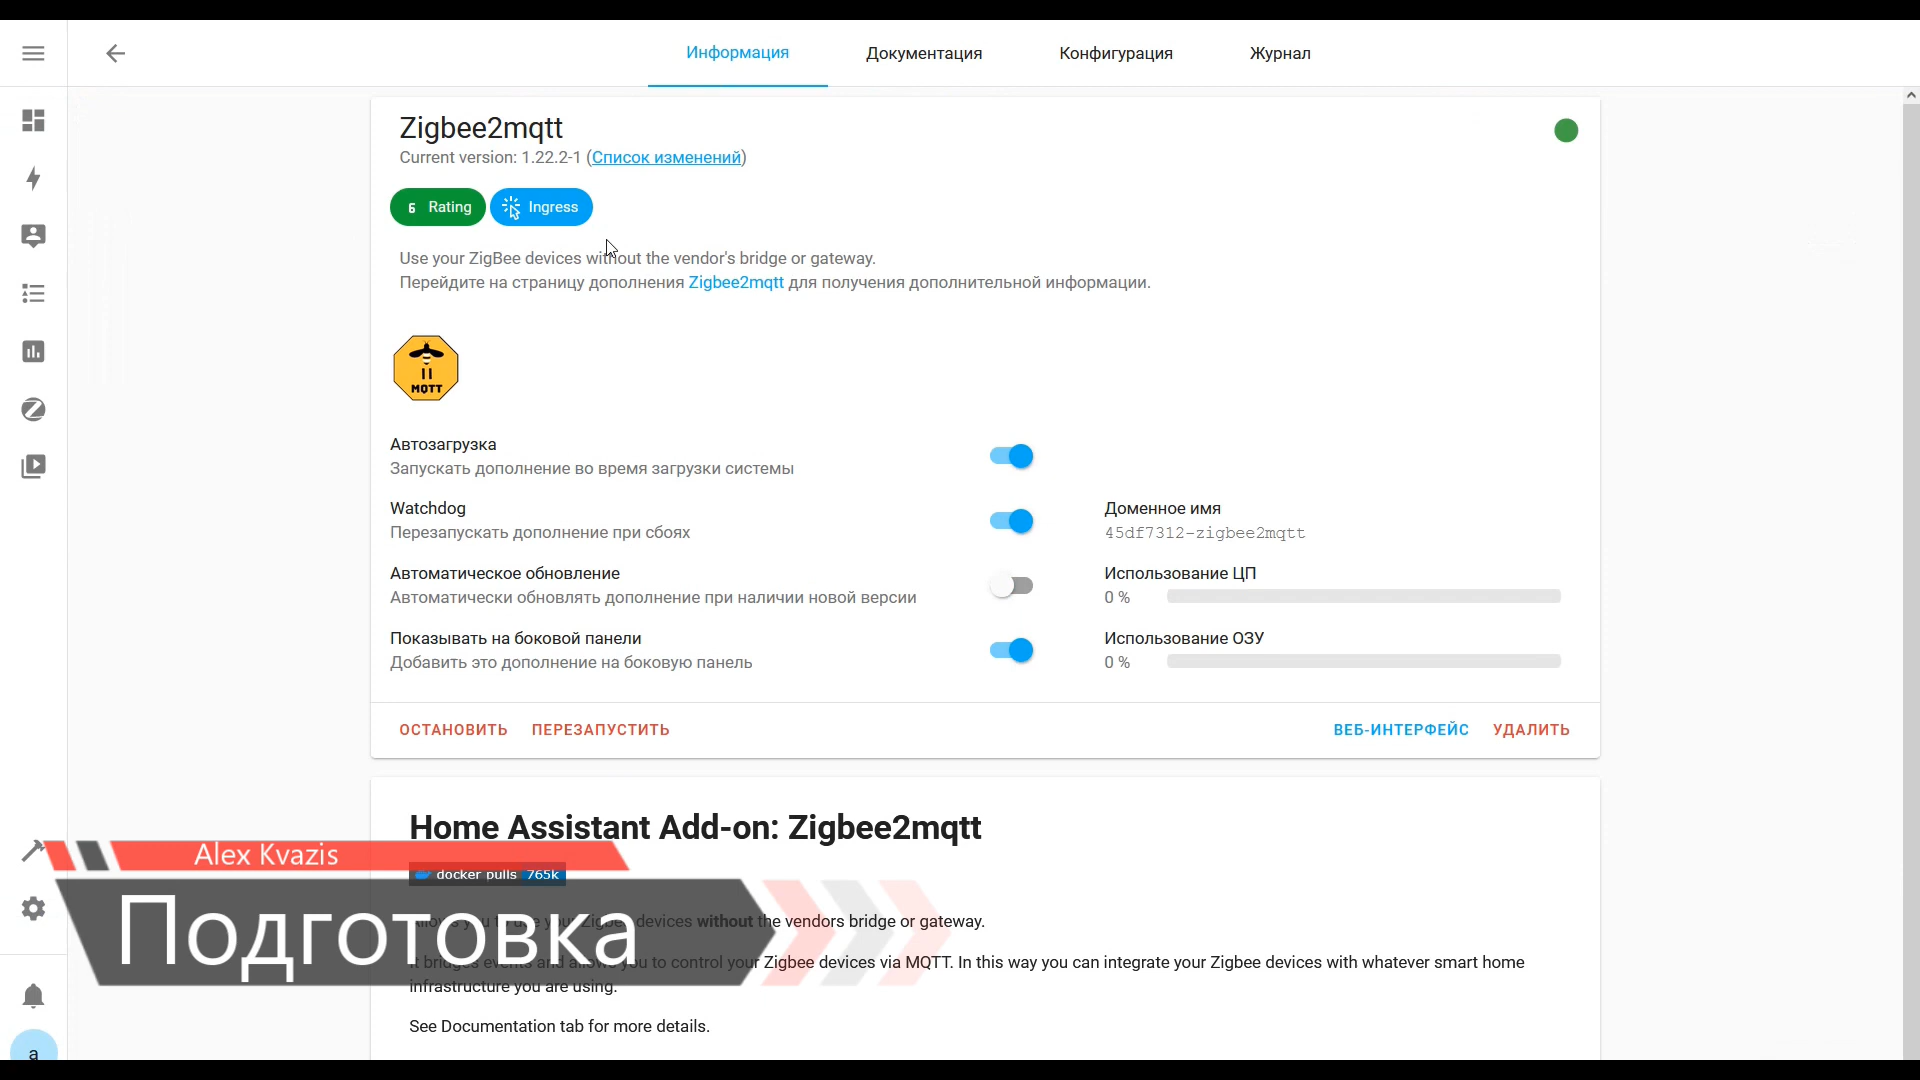 Информация
Документация
Конфигурация
Журнал
Zigbee2mqtt
Current version: 1.22.2-1 (Список изменений)
6 Rating
Ingress
Use your ZigBee devices without the vendor's bridge or gateway.
Перейдите на страницу дополнения Zigbee2mqtt для получения дополнительной информации.
MQTT
Автозагрузка
Запускать дополнение во время загрузки системы
Watchdog
Перезапускать дополнение при сбоях
Доменное имя
45df7312-zigbee2mqtt
Автоматическое обновление
Автоматически обновлять дополнение при наличии новой версии
Использование ЦП
0 %
Показывать на боковой панели
Добавить это дополнение на боковую панель
Использование ОЗУ
0 %
ОСТАНОВИТЬ
ПЕРЕЗАПУСТИТЬ
ВЕБ-ИНТЕРФЕЙС
УДАЛИТЬ
Home Assistant Add-on: Zigbee2mqtt
Alex Kvazis
docker pulls 765k
Подготовка
devices without the vendors bridge or gateway.
It bridges events and allows you to control your Zigbee devices via MQTT. In this way you can integrate your Zigbee devices with whatever smart home
infrastructure you are using.
See Documentation tab for more details.
a